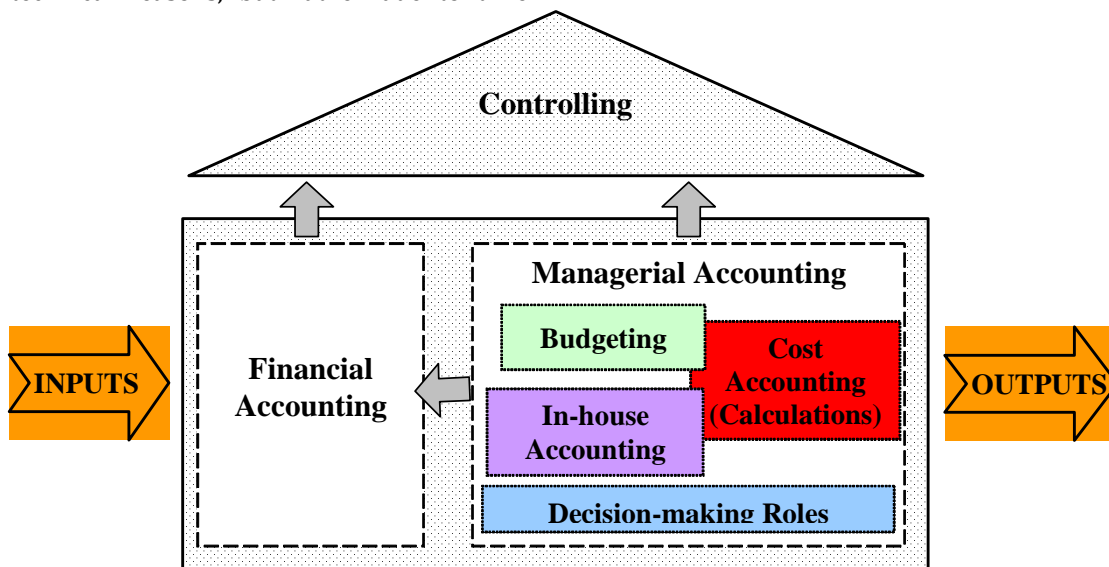 Controlling
Managerial Accounting
Budgeting
Cost
Accounting
(Calculations)
Financial
Accounting
In-house
Accounting
Decision-making Roles
INPUTS
OUTPUTS